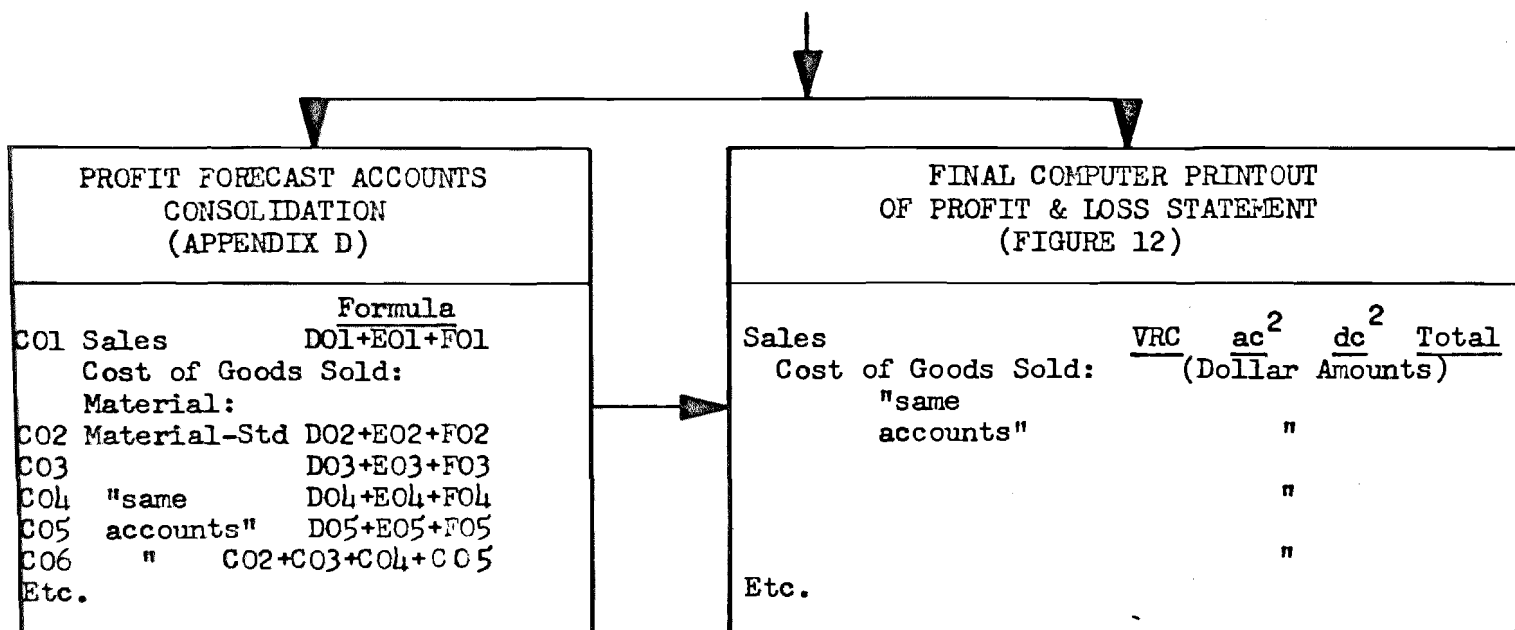 PROFIT FORECAST ACCOUNTS
CONSOLIDATION
(APPENDIX D)
Formula
C01 Sales D01+E01+F01
Cost of Goods Sold:
Material:
C02 Material-Std D02+E02+F02
C03 D03+E03+F03
C04 "same D04+E04+F04
C05 accounts" D05+E05+F05
C06 " C02+C03+C04+C05
Etc.
FINAL COMPUTER PRINTOUT
OF PROFIT & LOSS STATEMENT
(FIGURE 12)
Sales VRC ac² dc² Total
Cost of Goods Sold: (Dollar Amounts)
"same
accounts" "
"
"
Etc.